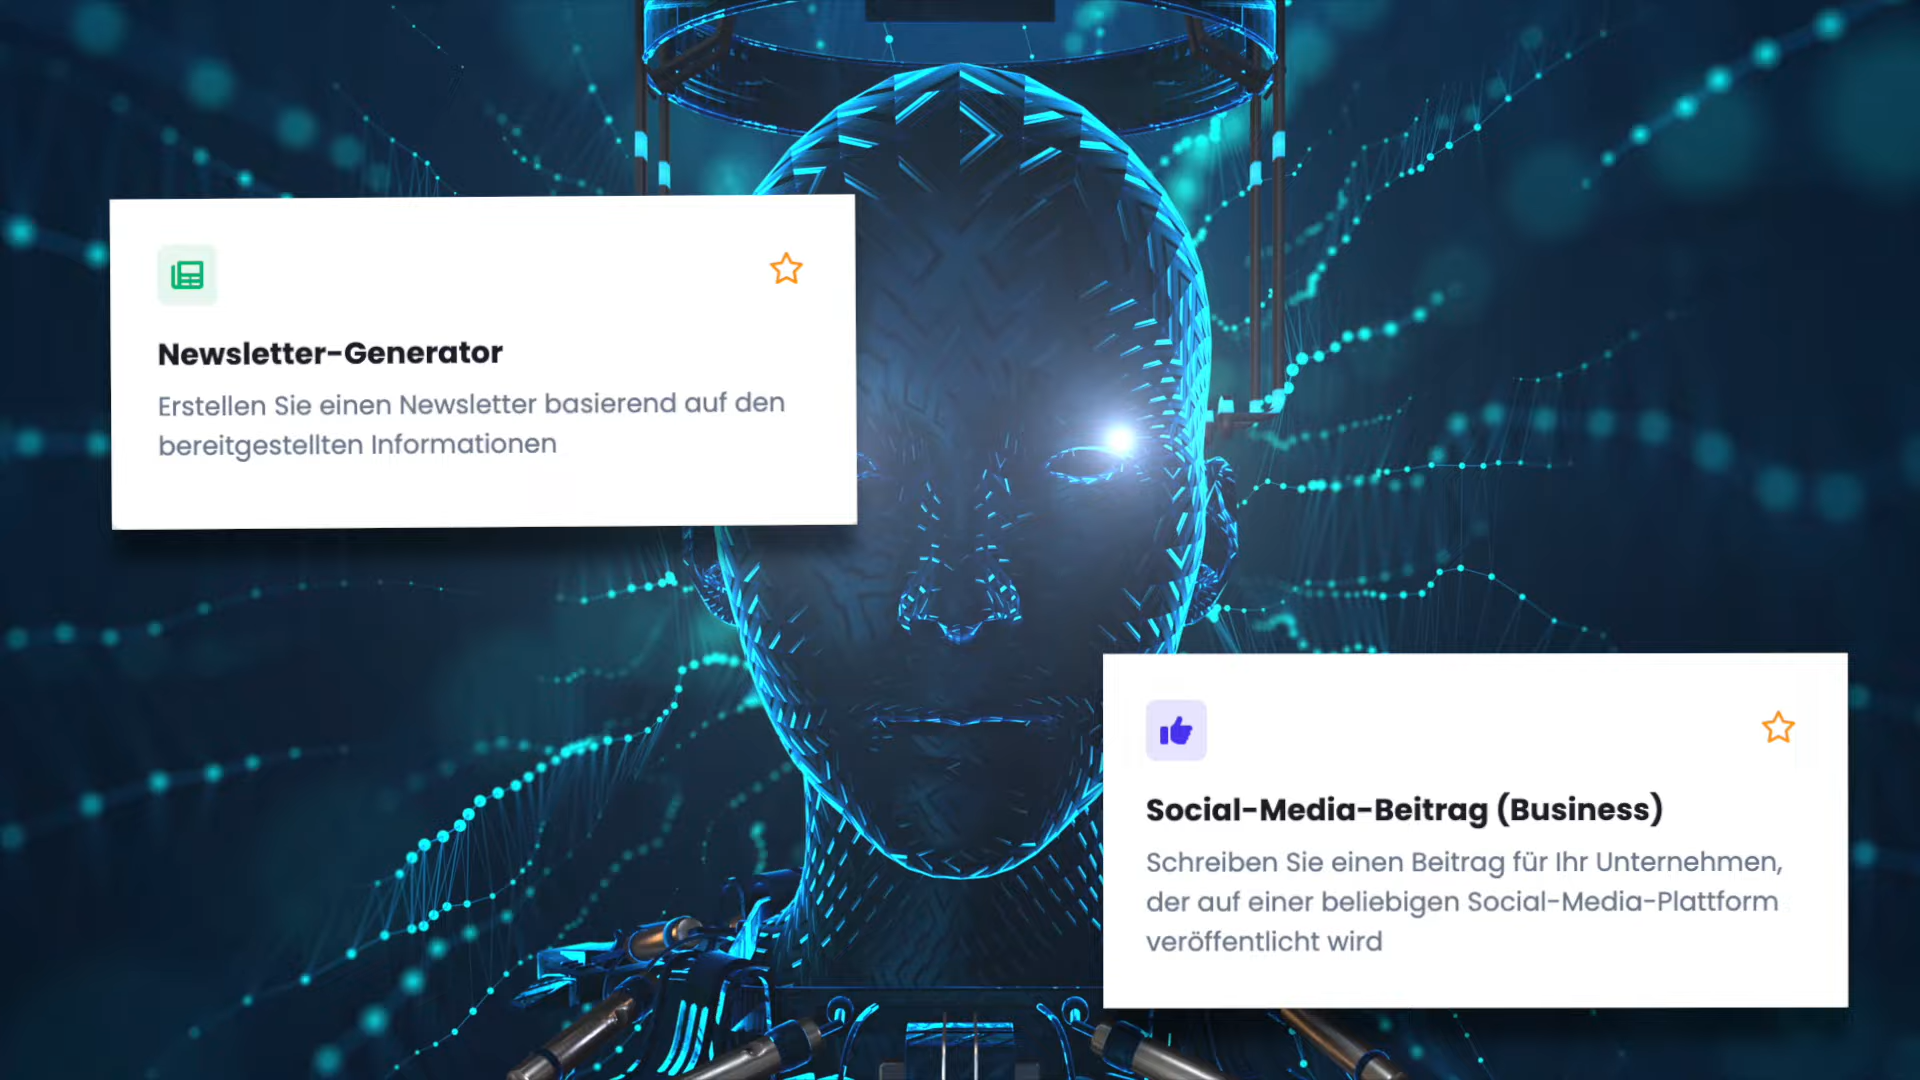 Newsletter-Generator
Erstellen Sie einen Newsletter basierend auf den
bereitgestellten Informationen
Social-Media-Beitrag (Business)
Schreiben Sie einen Beitrag für Ihr Unternehmen,
der auf einer beliebigen Social-Media-Plattform
veröffentlicht wird